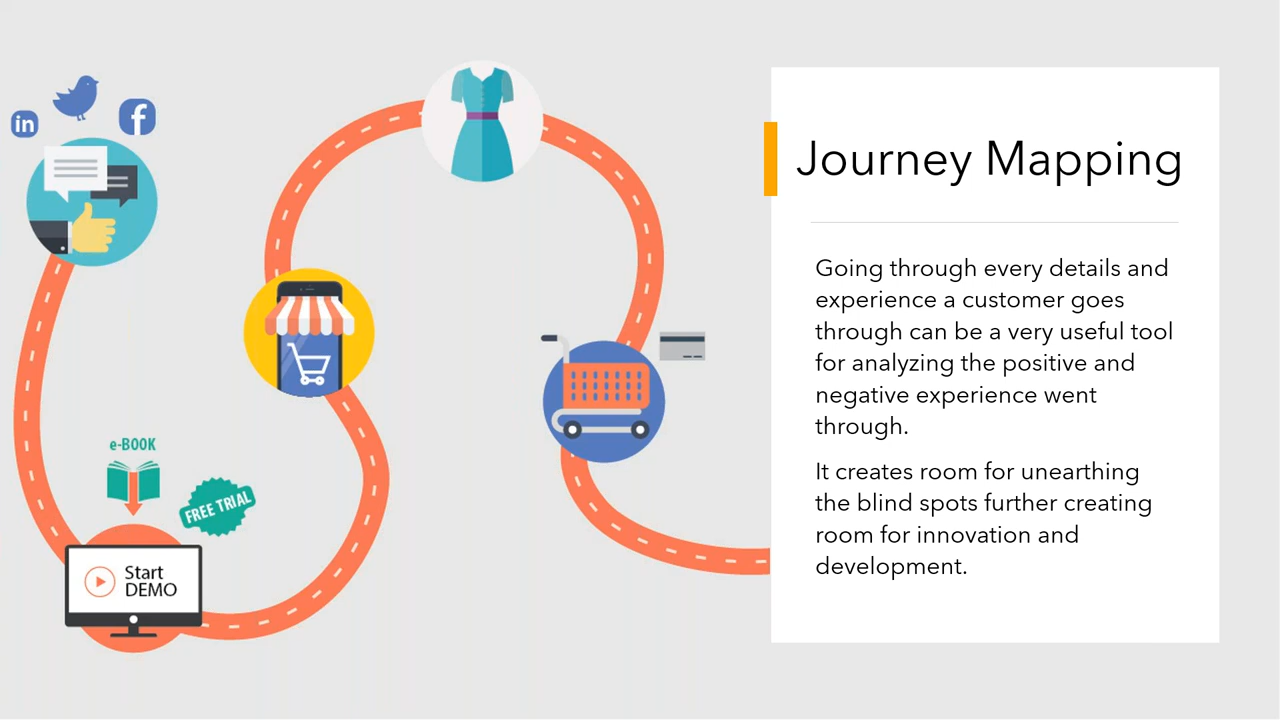 in
f
Journey Mapping
Going through every details and
experience a customer goes
through can be a very useful tool
for analyzing the positive and
negative experience went
through.
It creates room for unearthing
the blind spots further creating
room for innovation and
development.
e-BOOK
FREE TRIAL
Start
DEMO